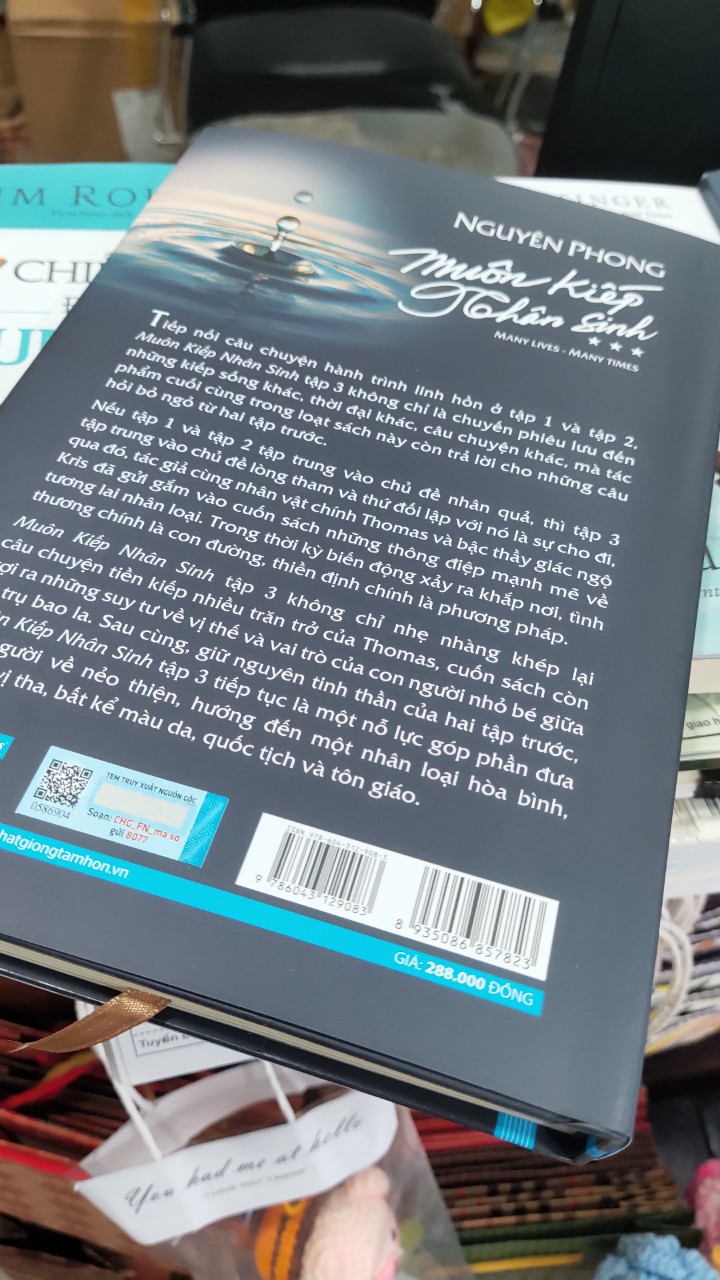 NGUYÊN PHONG
Muôn Kiếp
Nhân Sinh
MANY LIVES - MANY TIMES
Tiếp nối câu chuyện hành trình linh hồn ở tập 1 và tập 2,
Muôn Kiếp Nhân Sinh tập 3 không chỉ là chuyến phiêu lưu đến
những kiếp sống khác, thời đại khác, câu chuyện khác, mà tác
phẩm cuối cùng trong loạt sách này còn trả lời cho những câu
hỏi bỏ ngỏ từ hai tập trước.
Nếu tập 1 và tập 2 tập trung vào chủ đề nhân quả, thì tập 3
tập trung vào chủ đề lòng tham và thứ đối lập với nó là sự cho đi,
qua đó, tác giả cùng nhân vật chính Thomas và bậc thầy giác ngộ
Kris đã gửi gắm vào cuốn sách những thông điệp mạnh mẽ về
tương lai nhân loại. Trong thời kỳ biến động xảy ra khắp nơi, tình
thương chính là con đường, thiền định chính là phương pháp.
Muôn Kiếp Nhân Sinh tập 3 không chỉ nhẹ nhàng khép lại
câu chuyện tiền kiếp nhiều trăn trở của Thomas, cuốn sách còn
ra những suy tư về vị thế và vai trò của con người nhỏ bé giữa
trụ bao la. Sau cùng, giữ nguyên tinh thần của hai tập trước,
Kiếp Nhân Sinh tập 3 tiếp tục là một nỗ lực góp phần đưa
người về nẻo thiện, hướng đến một nhân loại hòa bình,
vị tha, bất kể màu da, quốc tịch và tôn giáo.
TEM TRUY XUẤT NGUỒN GỐC
0586904
Soạn: CHG_FN_ma.so
gửi 8077
hatgiongtamhon.vn
ISBN 978-604-312-908-3
9 786043 129083
8 935086 857823
GIÁ: 288.000 ĐỒNG
You had me at hello